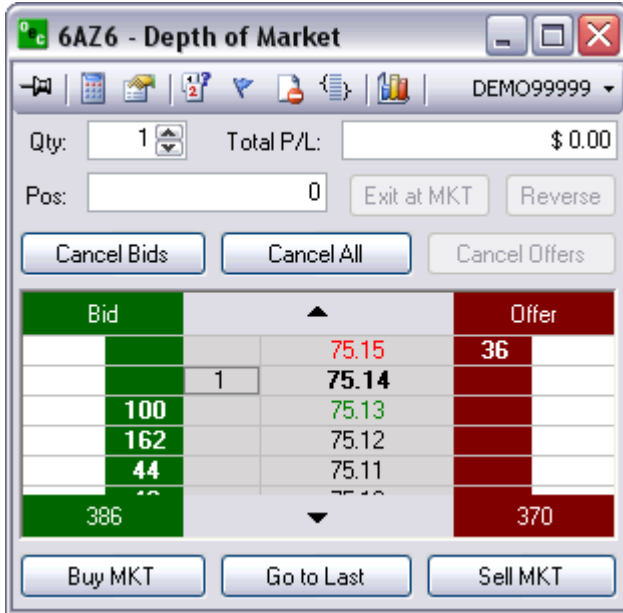 6AZ6 - Depth of Market
DEMO99999
Qty: 1 Total P/L: $ 0.00
Pos: 0 Exit at MKT Reverse
Cancel Bids Cancel All Cancel Offers
Bid Offer
75.15 36
1 75.14
100 75.13
162 75.12
44 75.11
386 370
Buy MKT Go to Last Sell MKT